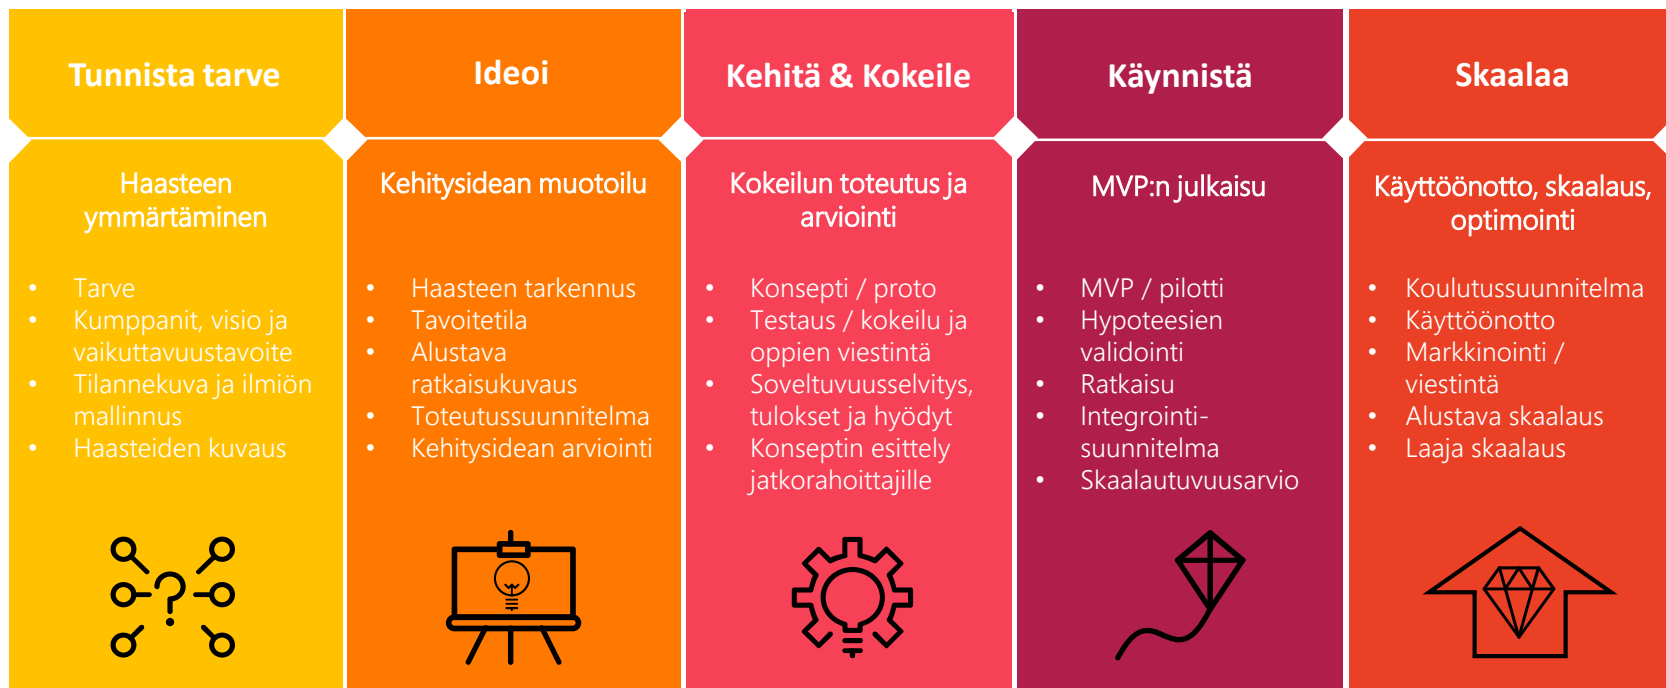 Tunnista tarve
Haasteen
ymmärtäminen
• Tarve
• Kumppanit, visio ja
vaikuttavuustavoite
• Tilannekuva ja ilmiön
mallinnus
• Haasteiden kuvaus
Ideoi
Kehitysidean muotoilu
• Haasteen tarkennus
• Tavoitetila
• Alustava
ratkaisukuvaus
• Toteutussuunnitelma
• Kehitysidean arviointi
Kehitä & Kokeile
Kokeilun toteutus ja
arviointi
• Konsepti / proto
• Testaus / kokeilu ja
oppien viestintä
• Soveltuvuusselvitys,
tulokset ja hyödyt
• Konseptin esittely
jatkorahoittajille
Käynnistä
MVP:n julkaisu
• MVP / pilotti
• Hypoteesien
validointi
• Ratkaisu
• Integrointi-
suunnitelma
• Skaalautuvuusarvio
Skaalaa
Käyttöönotto, skaalaus,
optimointi
• Koulutussuunnitelma
• Käyttöönotto
• Markkinointi /
viestintä
• Alustava skaalaus
• Laaja skaalaus